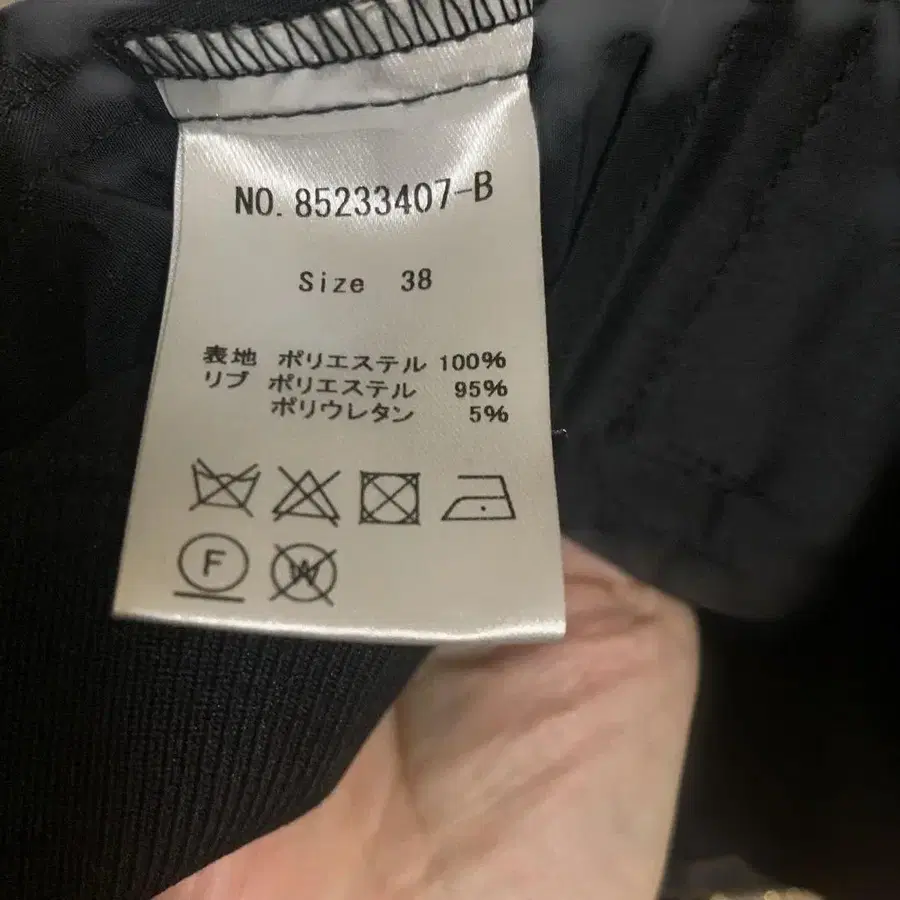 NO. 85233407-B
Size 38
表地 ポリエステル 100%
リブ ポリエステル 95%
ポリウレタン 5%
F W